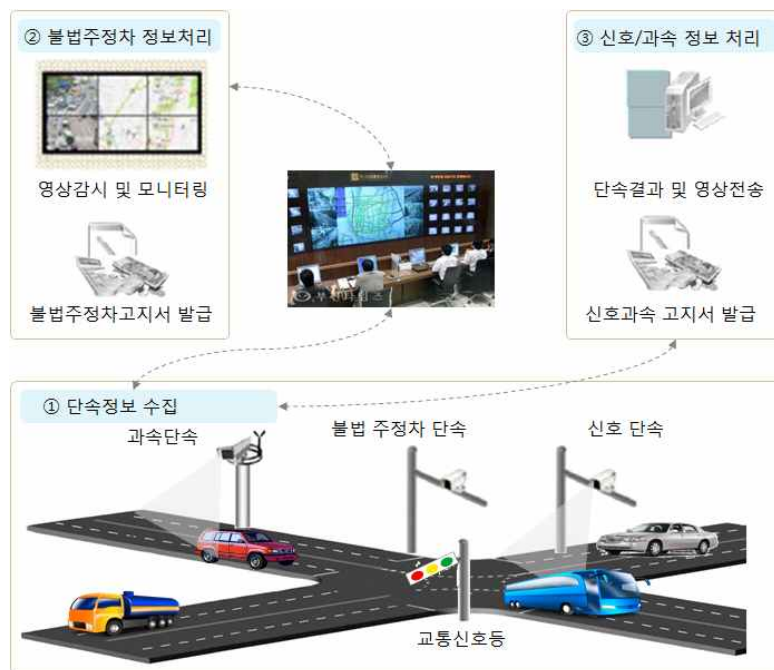 ② 불법주정차 정보처리
영상감시 및 모니터링
불법주정차고지서 발급
③ 신호/과속 정보 처리
단속결과 및 영상전송
신호과속 고지서 발급
① 단속정보 수집
과속단속
불법 주정차 단속
신호 단속
교통신호등